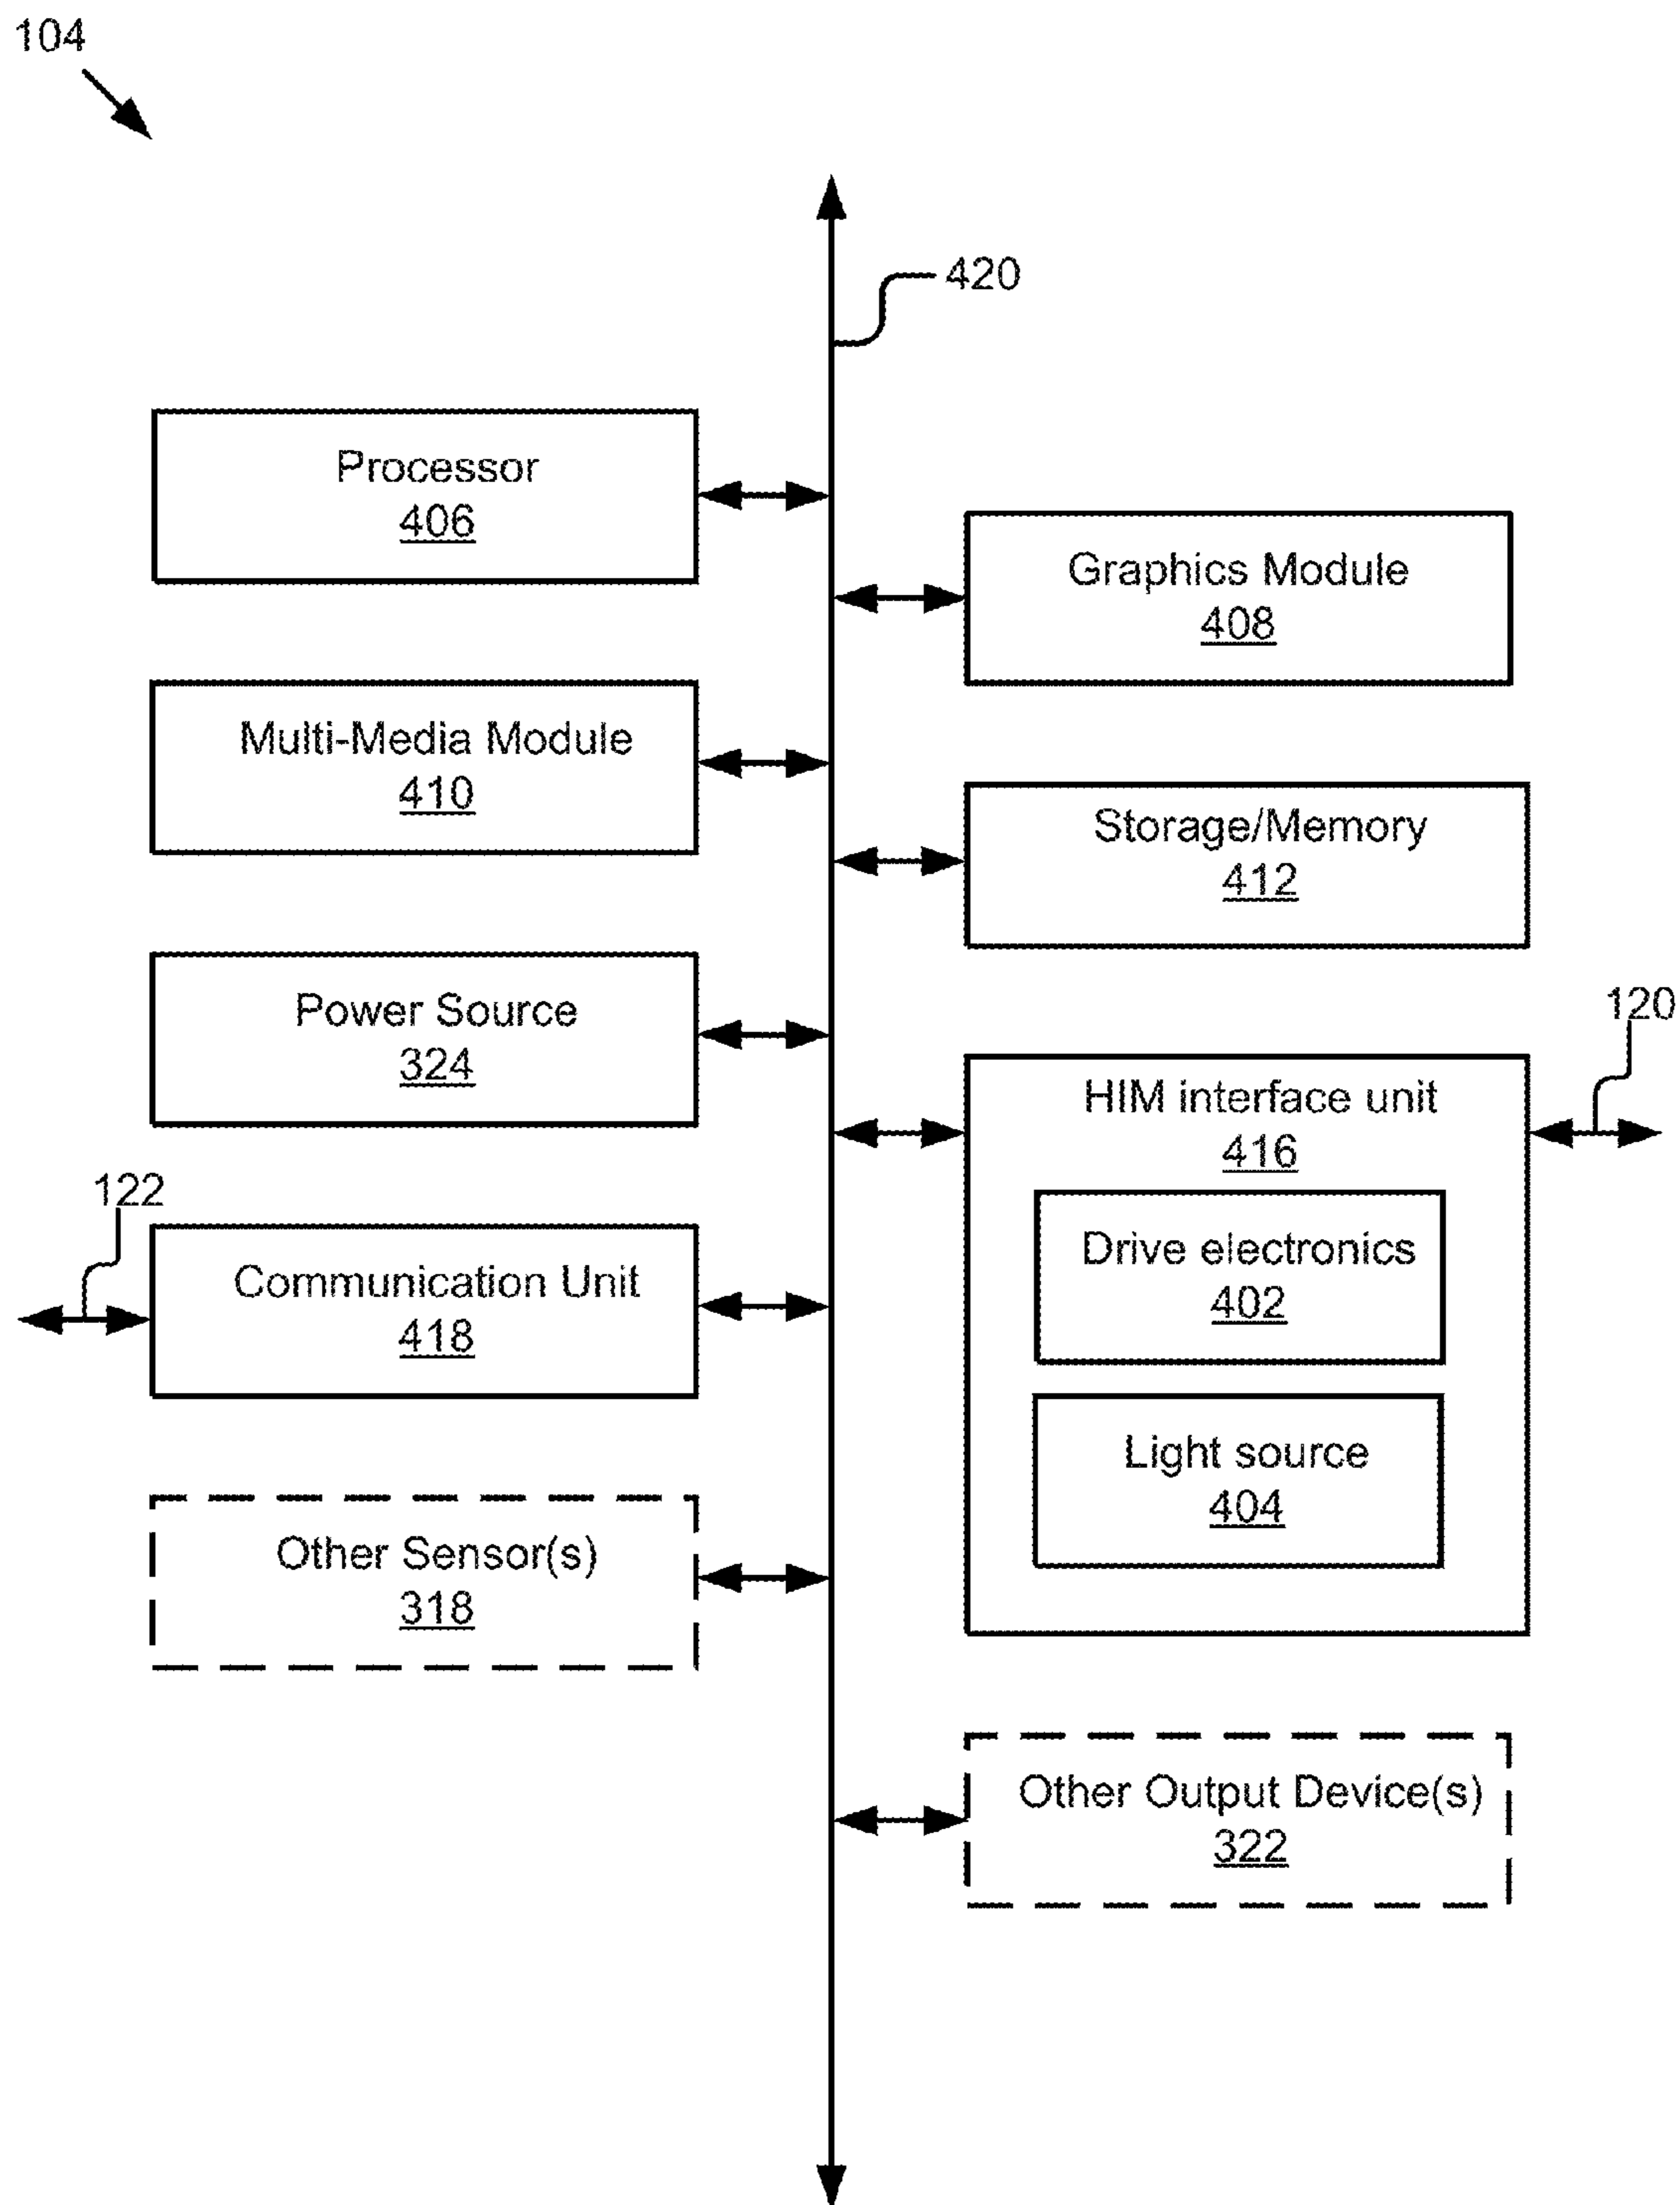 104
420
Processor
406
Graphics Module
408
Multi-Media Module
410
Storage/Memory
412
Power Source
324
120
HIM interface unit
416
122
Communication Unit
418
Drive electronics
402
Light source
404
Other Sensor(s)
318
Other Output Device(s)
322